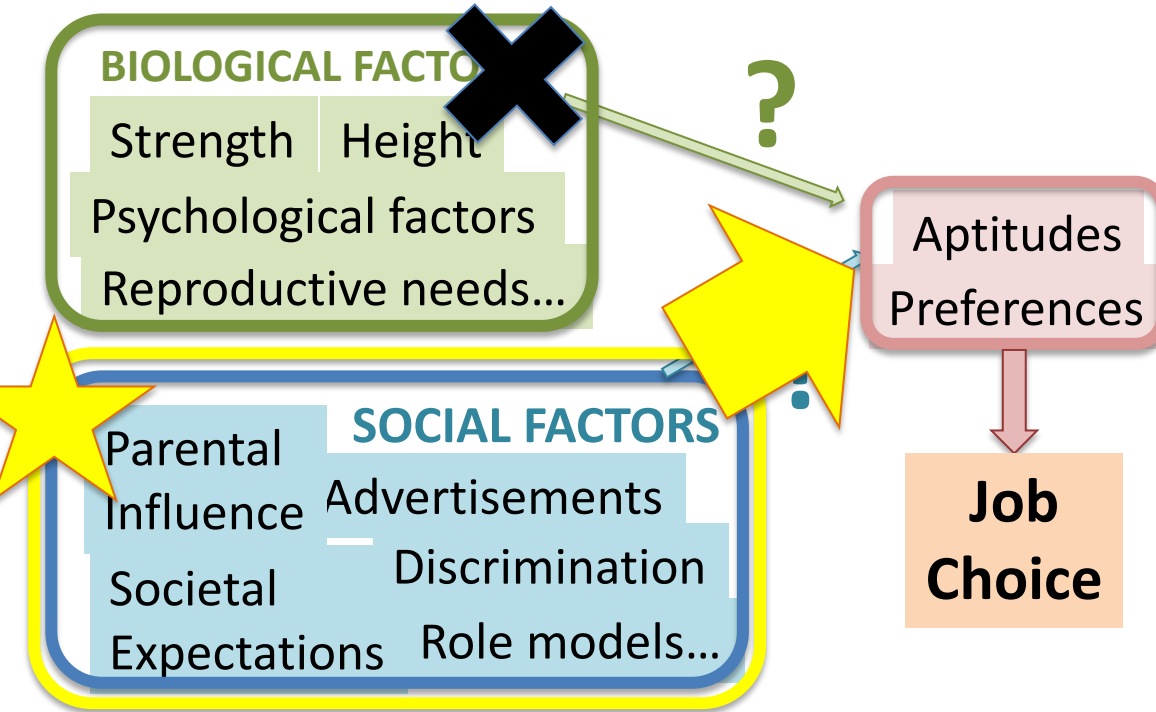 BIOLOGICAL FACTO
?
Strength Height
Psychological factors
Reproductive needs…
Aptitudes
Preferences
SOCIAL FACTORS
Parental
Influence
Advertisements
Discrimination
Societal
Expectations
Role models…
Job
Choice